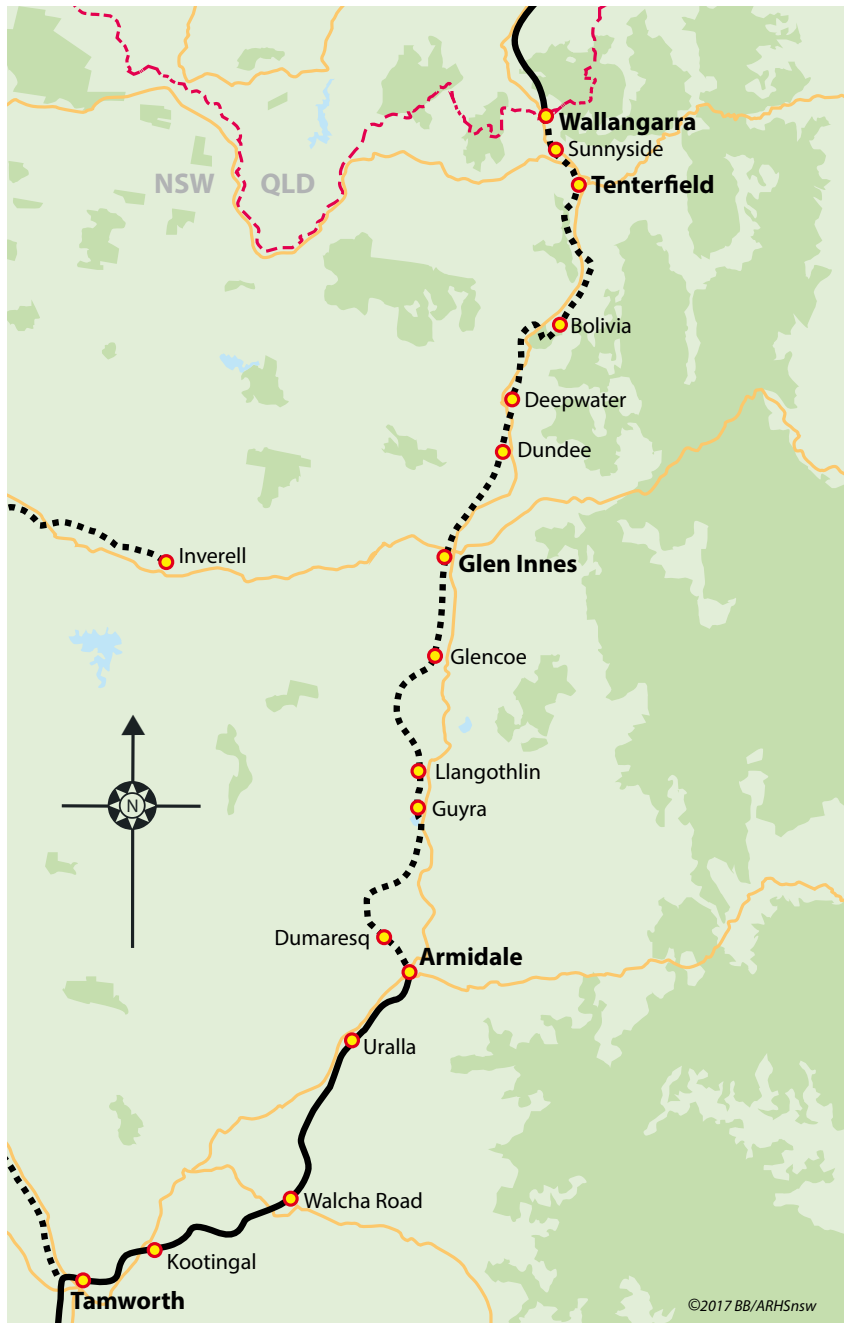 Wallangarra
Sunnyside
NSW QLD
Tenterfield
Bolivia
Deepwater
Dundee
Inverell
Glen Innes
Glencoe
Llangothlin
N
Guyra
Dumaresq
Armidale
Uralla
Walcha Road
Kootingal
Tamworth
©2017 BB/ARHSnsw